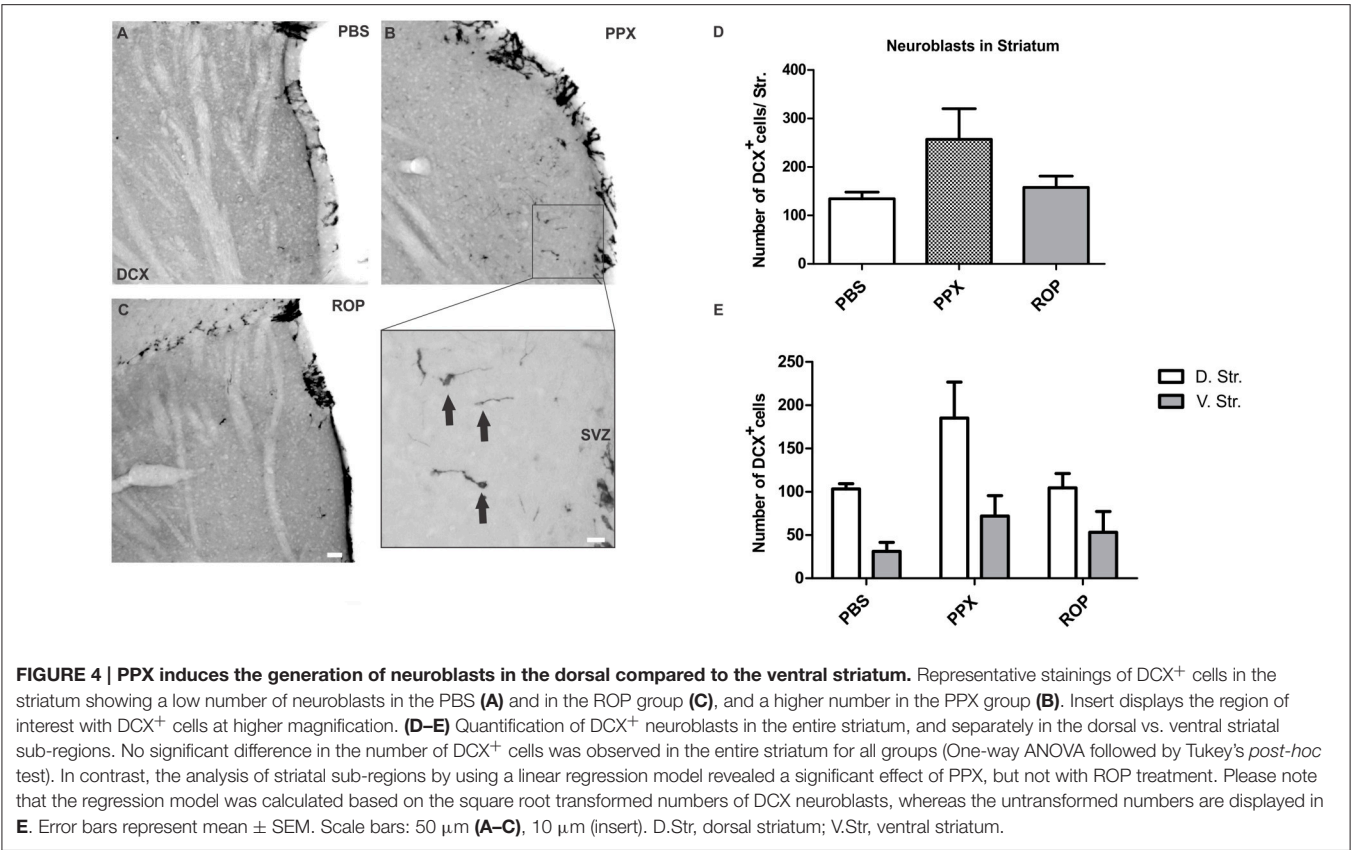 A
PBS
DCX
B
PPX
C
ROP
SVZ
D
Neuroblasts in Striatum
Number of DCX+cells/ Str.
400
300
200
100
0
PBS
PPX
ROP
E
Number of DCX+cells
250
200
150
100
50
0
PBS
PPX
ROP
D. Str.
V. Str.
FIGURE 4 | PPX induces the generation of neuroblasts in the dorsal compared to the ventral striatum. Representative stainings of DCX+ cells in the
striatum showing a low number of neuroblasts in the PBS (A) and in the ROP group (C), and a higher number in the PPX group (B). Insert displays the region of
interest with DCX+ cells at higher magnification. (D–E) Quantification of DCX+ neuroblasts in the entire striatum, and separately in the dorsal vs. ventral striatal
sub-regions. No significant difference in the number of DCX+ cells was observed in the entire striatum for all groups (One-way ANOVA followed by Tukey's post-hoc
test). In contrast, the analysis of striatal sub-regions by using a linear regression model revealed a significant effect of PPX, but not with ROP treatment. Please note
that the regression model was calculated based on the square root transformed numbers of DCX neuroblasts, whereas the untransformed numbers are displayed in
E. Error bars represent mean ± SEM. Scale bars: 50 μm (A–C), 10 μm (insert). D.Str, dorsal striatum; V.Str, ventral striatum.